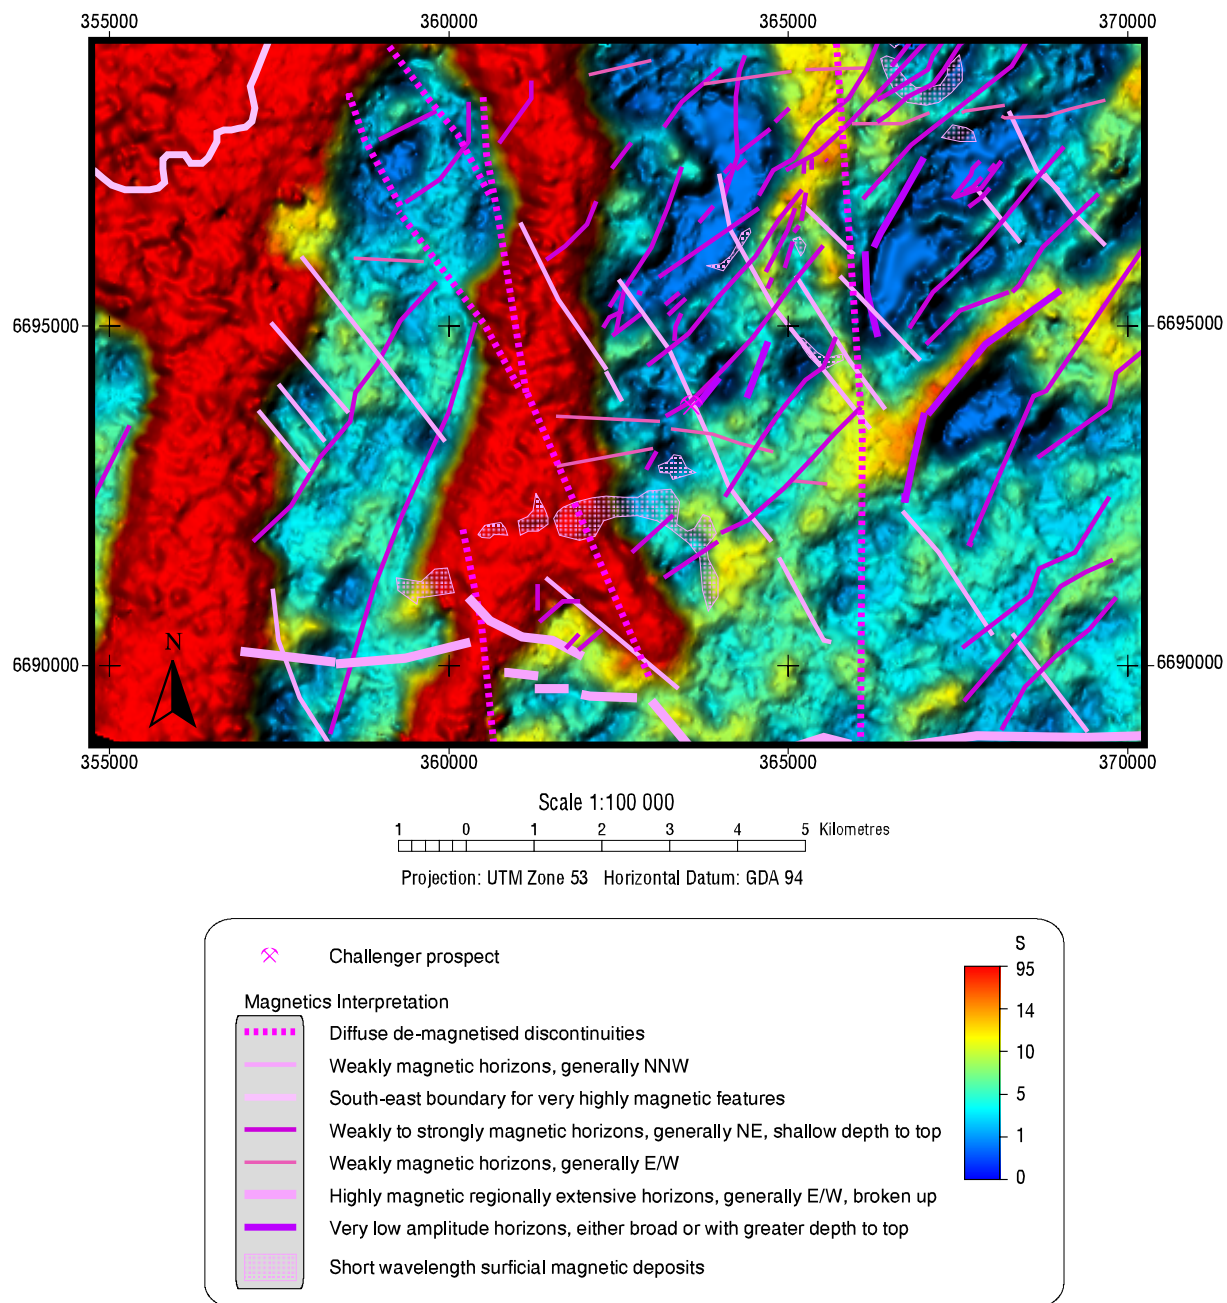 355000 360000 365000 370000
6695000 6695000
6690000 6690000
N
355000 360000 365000 370000
Scale 1:100 000
1 0 1 2 3 4 5 Kilometres
Projection: UTM Zone 53 Horizontal Datum: GDA 94
Challenger prospect
Magnetics Interpretation
Diffuse de-magnetised discontinuities
Weakly magnetic horizons, generally NNW
South-east boundary for very highly magnetic features
Weakly to strongly magnetic horizons, generally NE, shallow depth to top
Weakly magnetic horizons, generally E/W
Highly magnetic regionally extensive horizons, generally E/W, broken up
Very low amplitude horizons, either broad or with greater depth to top
Short wavelength surficial magnetic deposits
S
95
14
10
5
1
0